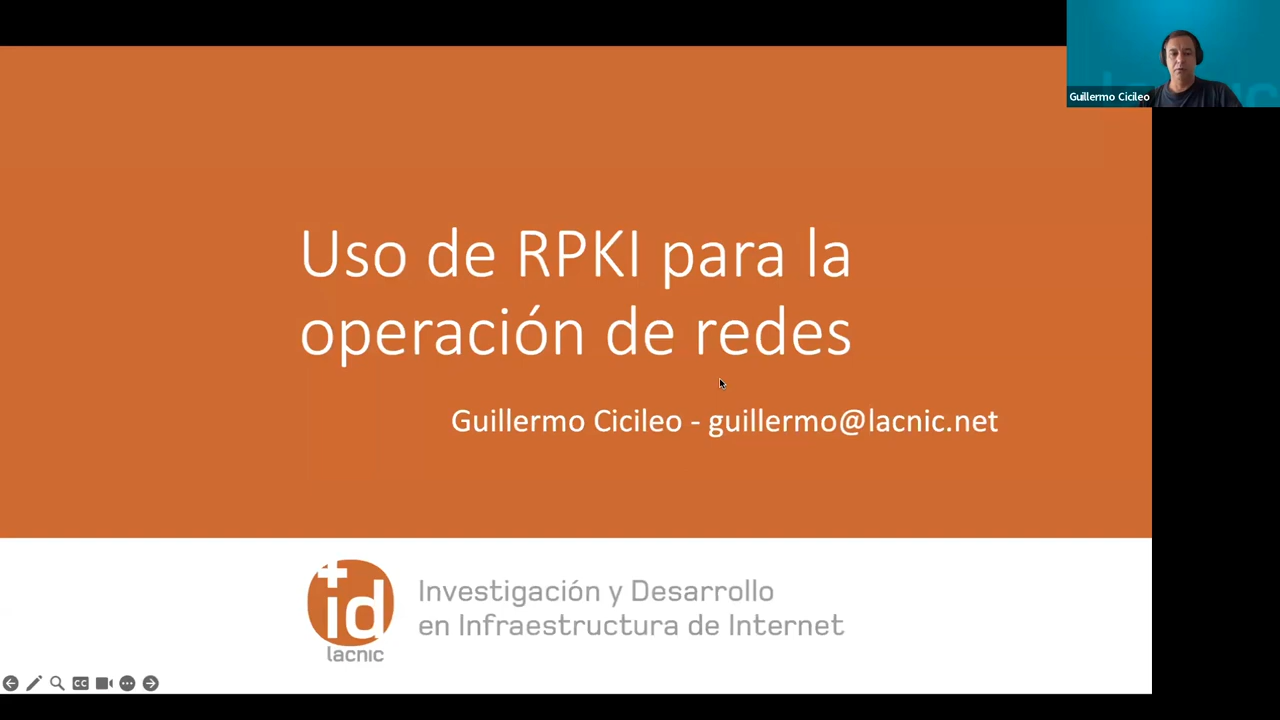 Guillermo Cicileo
Uso de RPKI para la
operación de redes
Guillermo Cicileo - guillermo@lacnic.net
+id
lacnic
Investigación y Desarrollo
en Infraestructura de Internet
CC